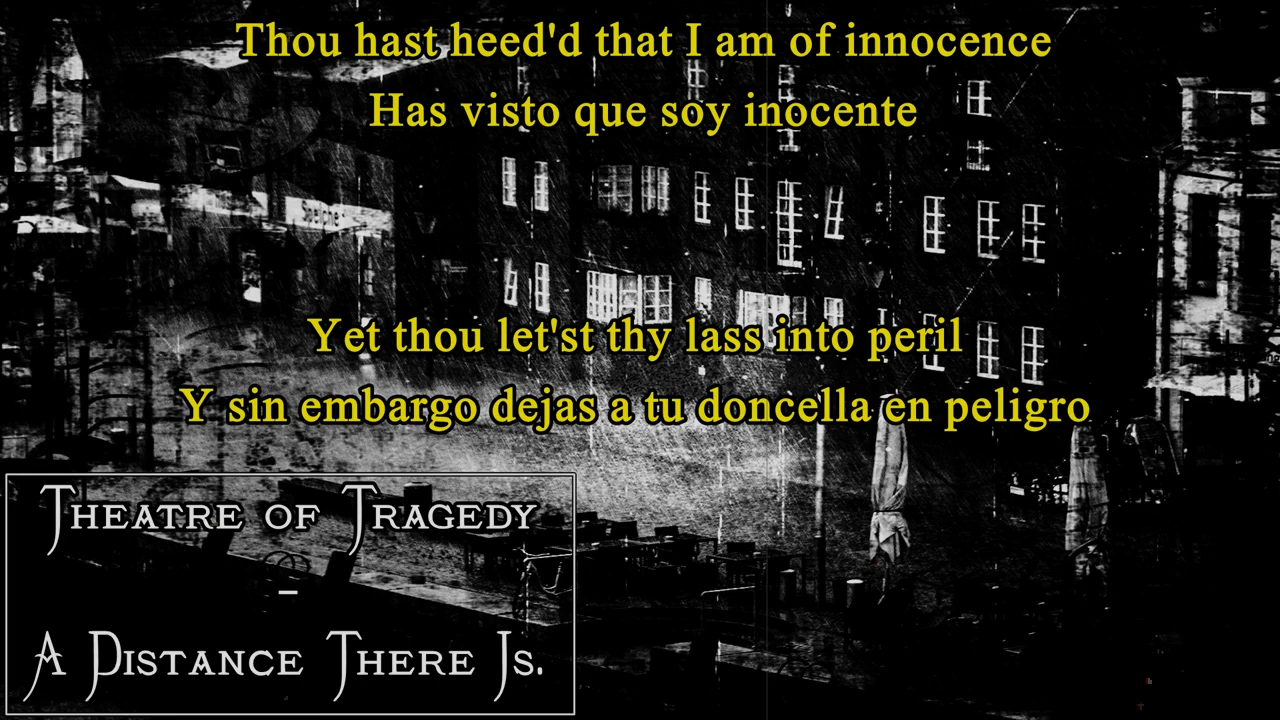 Thou hast heed'd that I am of innocence
Has visto que soy inocente
Yet thou let'st thy lass into peril
Y sin embargo dejas a tu doncella en peligro
Theatre of Tragedy
-
A Distance There Is.